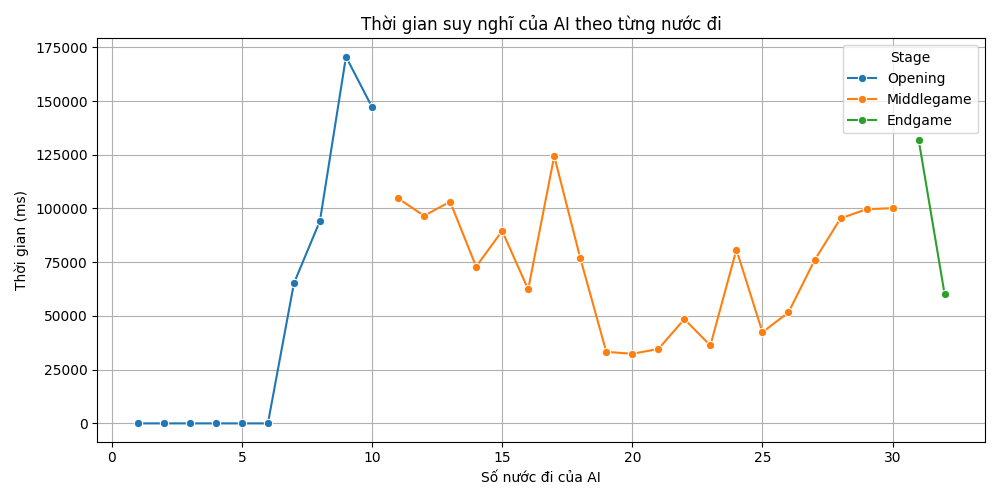 Thời gian suy nghĩ của AI theo từng nước đi
Thời gian (ms)
175000
150000
125000
100000
75000
50000
25000
0
Stage
Opening
Middlegame
Endgame
0 5 10 15 20 25 30
Số nước đi của AI